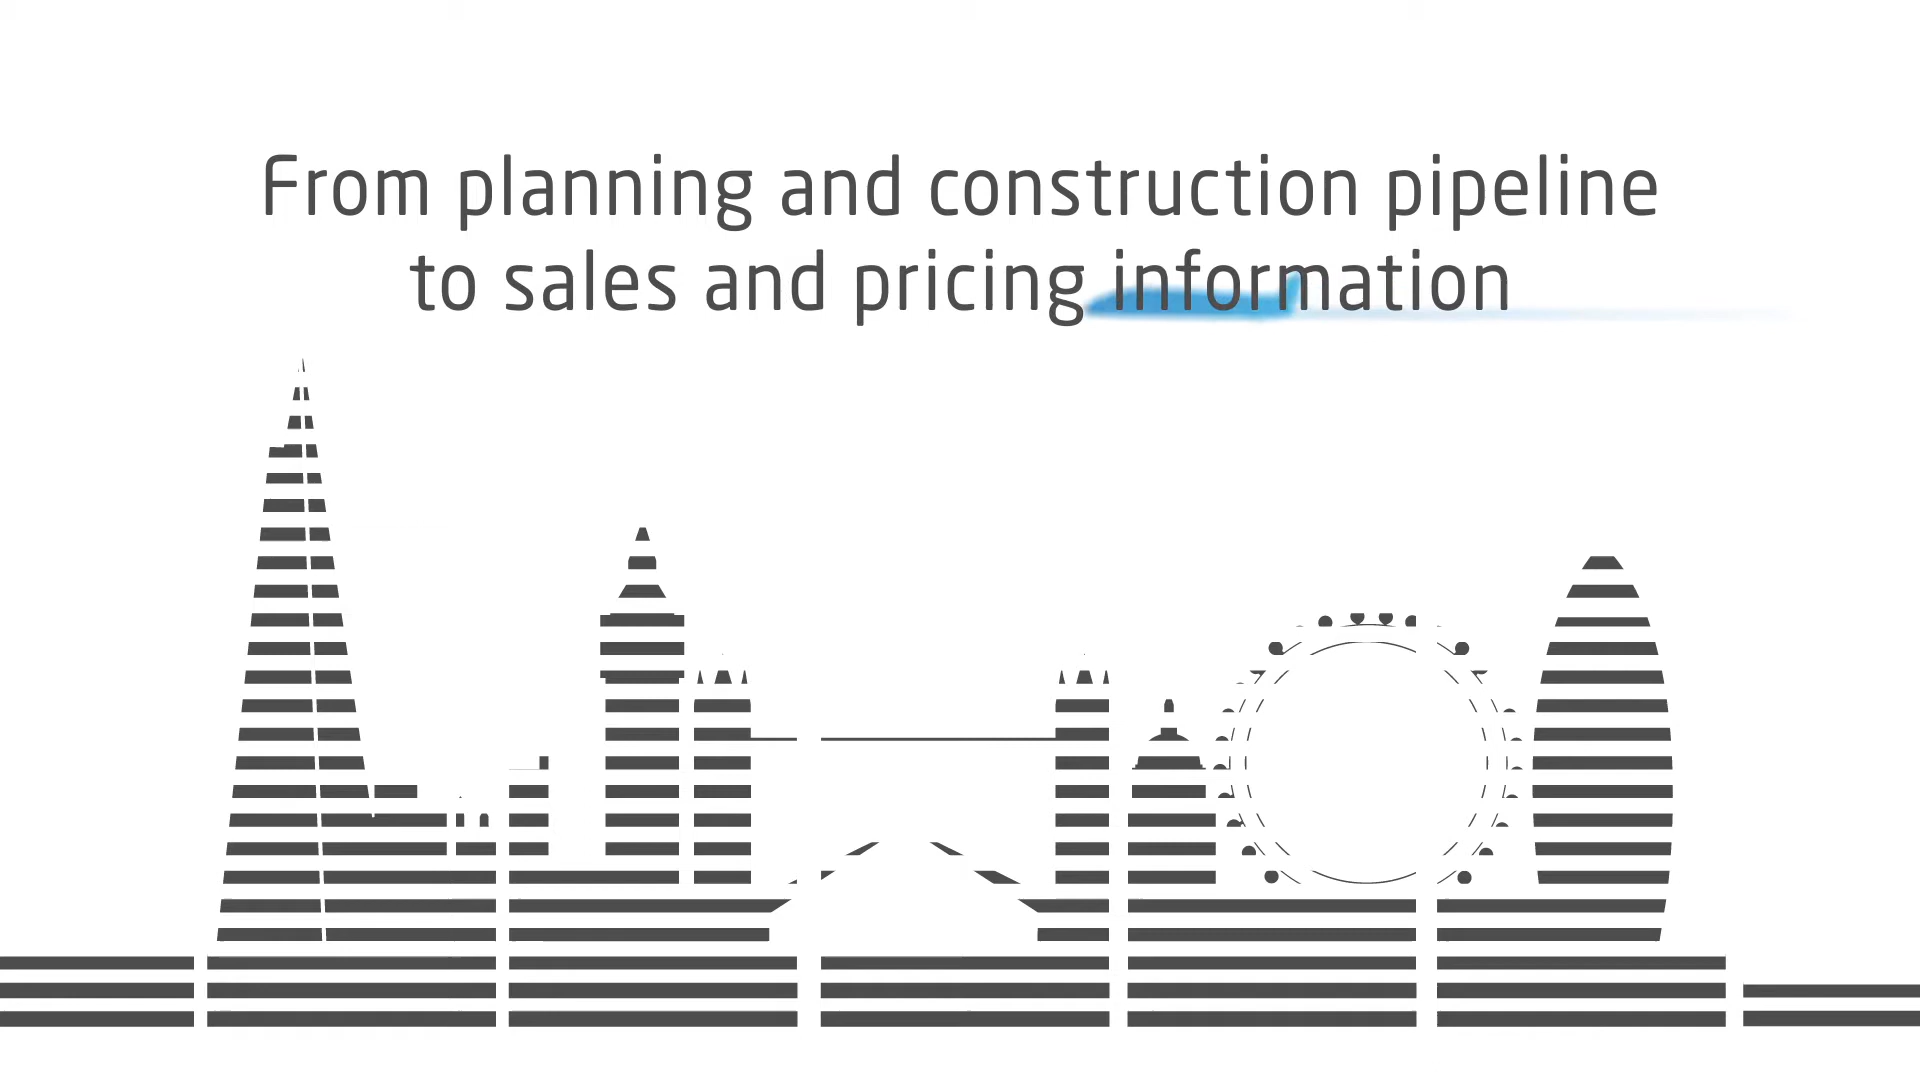 From planning and construction pipeline
to sales and pricing information